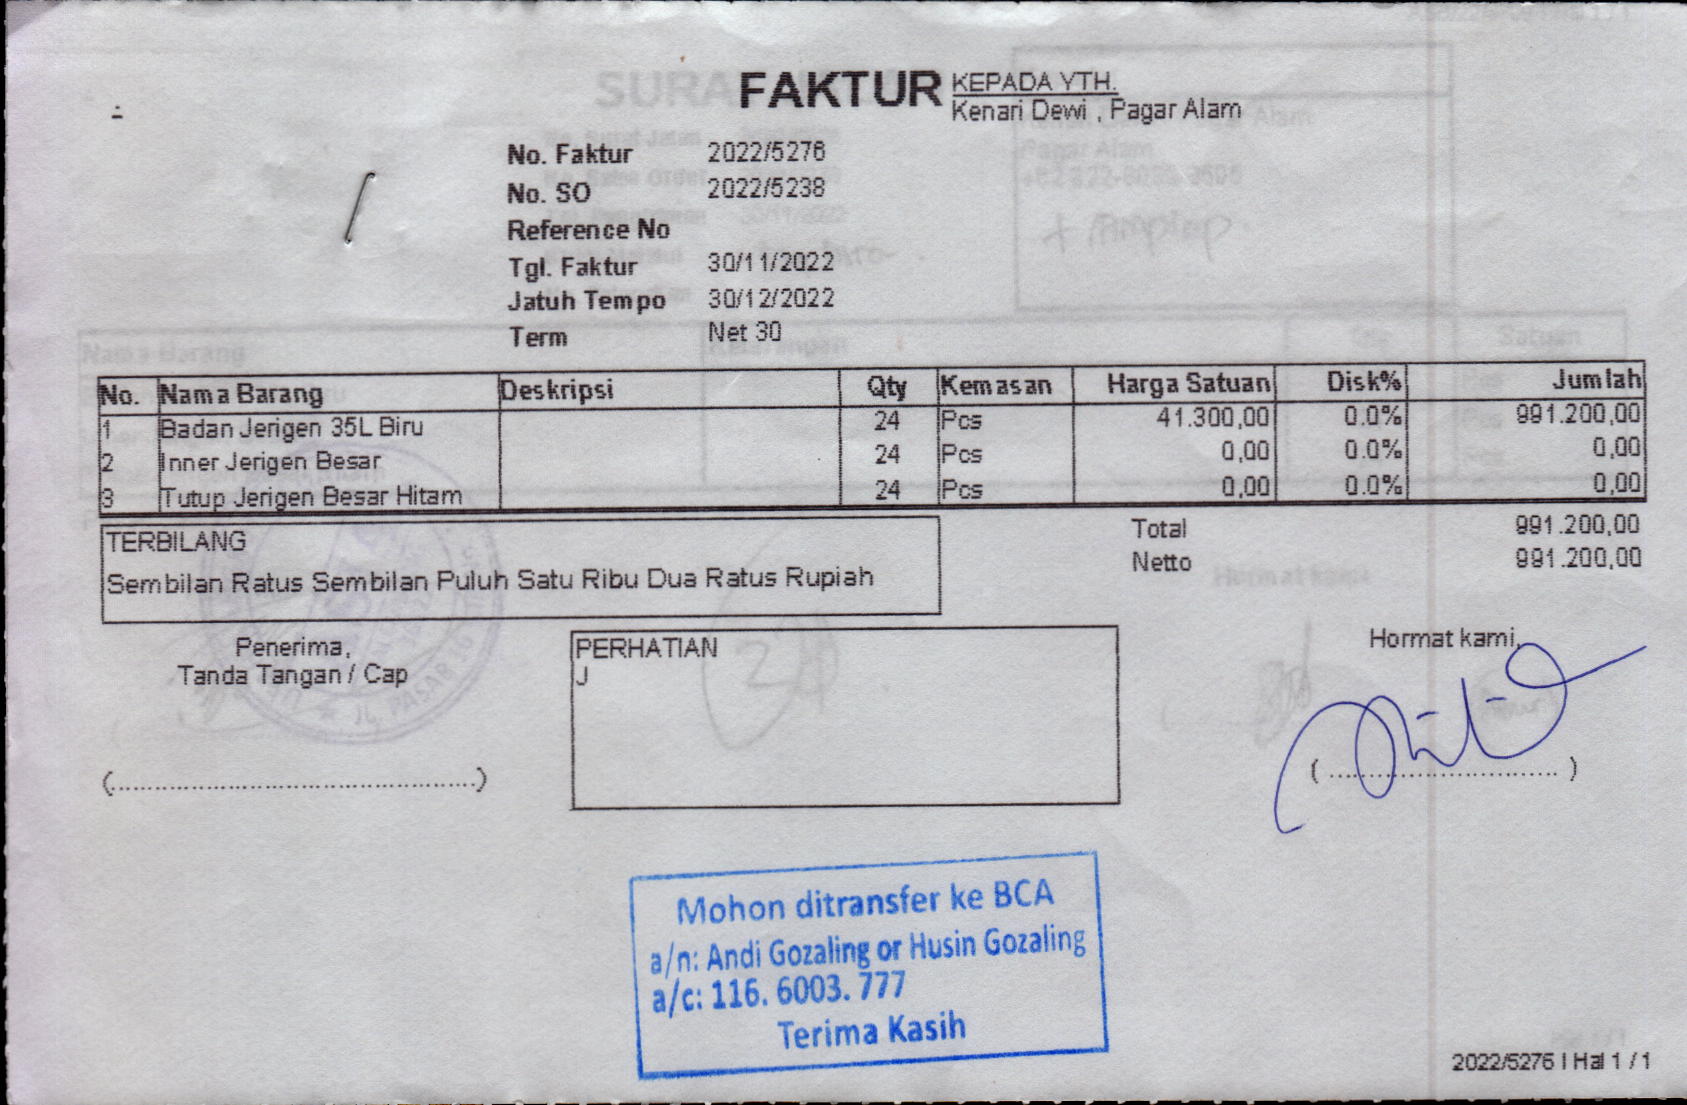 FAKTUR
KEPADA YTH.
Kenari Dewi , Pagar Alam
No. Faktur 2022/5276
No. SO 2022/5238
Reference No
Tgl. Faktur 30/11/2022
Jatuh Tempo 30/12/2022
Term Net 30
No. Nama Barang Deskripsi Qty Kemasan Harga Satuan Disk% Jumlah
1 Badan Jerigen 35L Biru 24 Pcs 41.300,00 0.0% 991.200,00
2 Inner Jerigen Besar 24 Pcs 0,00 0.0% 0,00
3 Tutup Jerigen Besar Hitam 24 Pcs 0,00 0.0% 0,00
Total 991.200,00
Netto 991.200,00
TERBILANG
Sembilan Ratus Sembilan Puluh Satu Ribu Dua Ratus Rupiah
Penerima,
Tanda Tangan / Cap
(..................................................)
PERHATIAN
J
Hormat kami,
( .............................. )
Mohon ditransfer ke BCA
a/n: Andi Gozaling or Husin Gozaling
a/c: 116. 6003. 777
Terima Kasih
2022/5276 | Hal 1 / 1